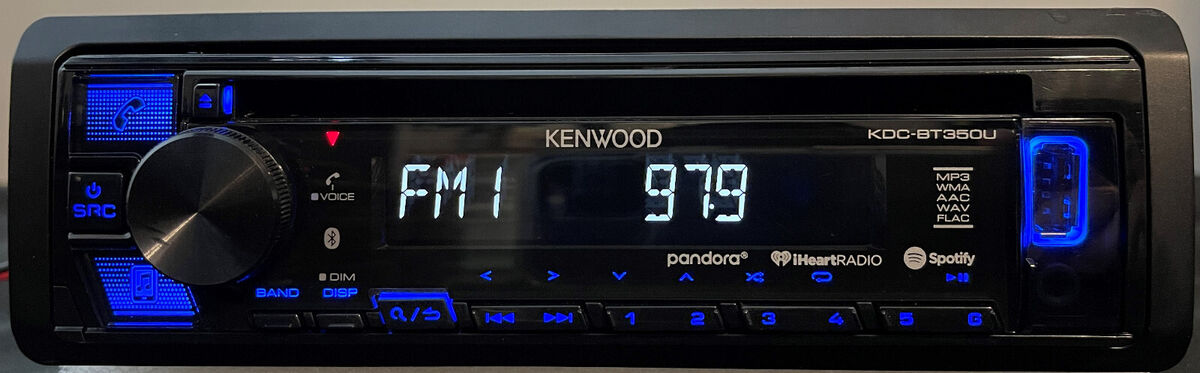 KENWOOD
KDC-BT350U
SRC
VOICE
FM1 97.9
MP3
WMA
AAC
WAV
FLAC
pandora®
iHeartRADIO
Spotify
DIM
BAND DISP
1 2 3 4 5 6